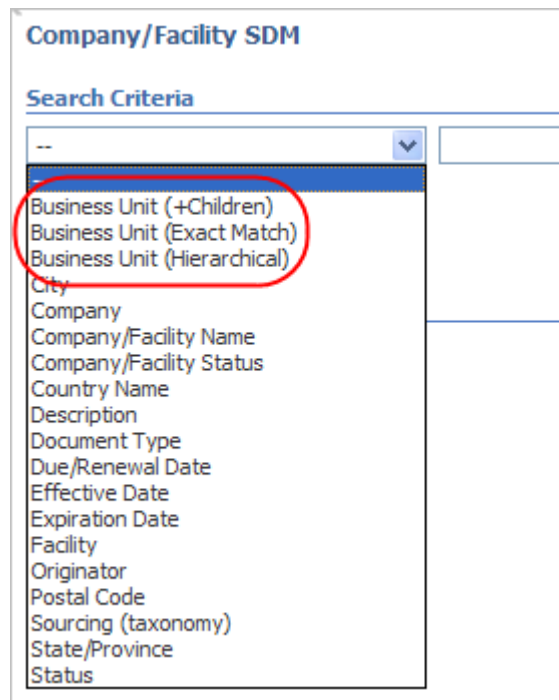 Company/Facility SDM
Search Criteria
--
--
Business Unit (+Children)
Business Unit (Exact Match)
Business Unit (Hierarchical)
City
Company
Company/Facility Name
Company/Facility Status
Country Name
Description
Document Type
Due/Renewal Date
Effective Date
Expiration Date
Facility
Originator
Postal Code
Sourcing (taxonomy)
State/Province
Status